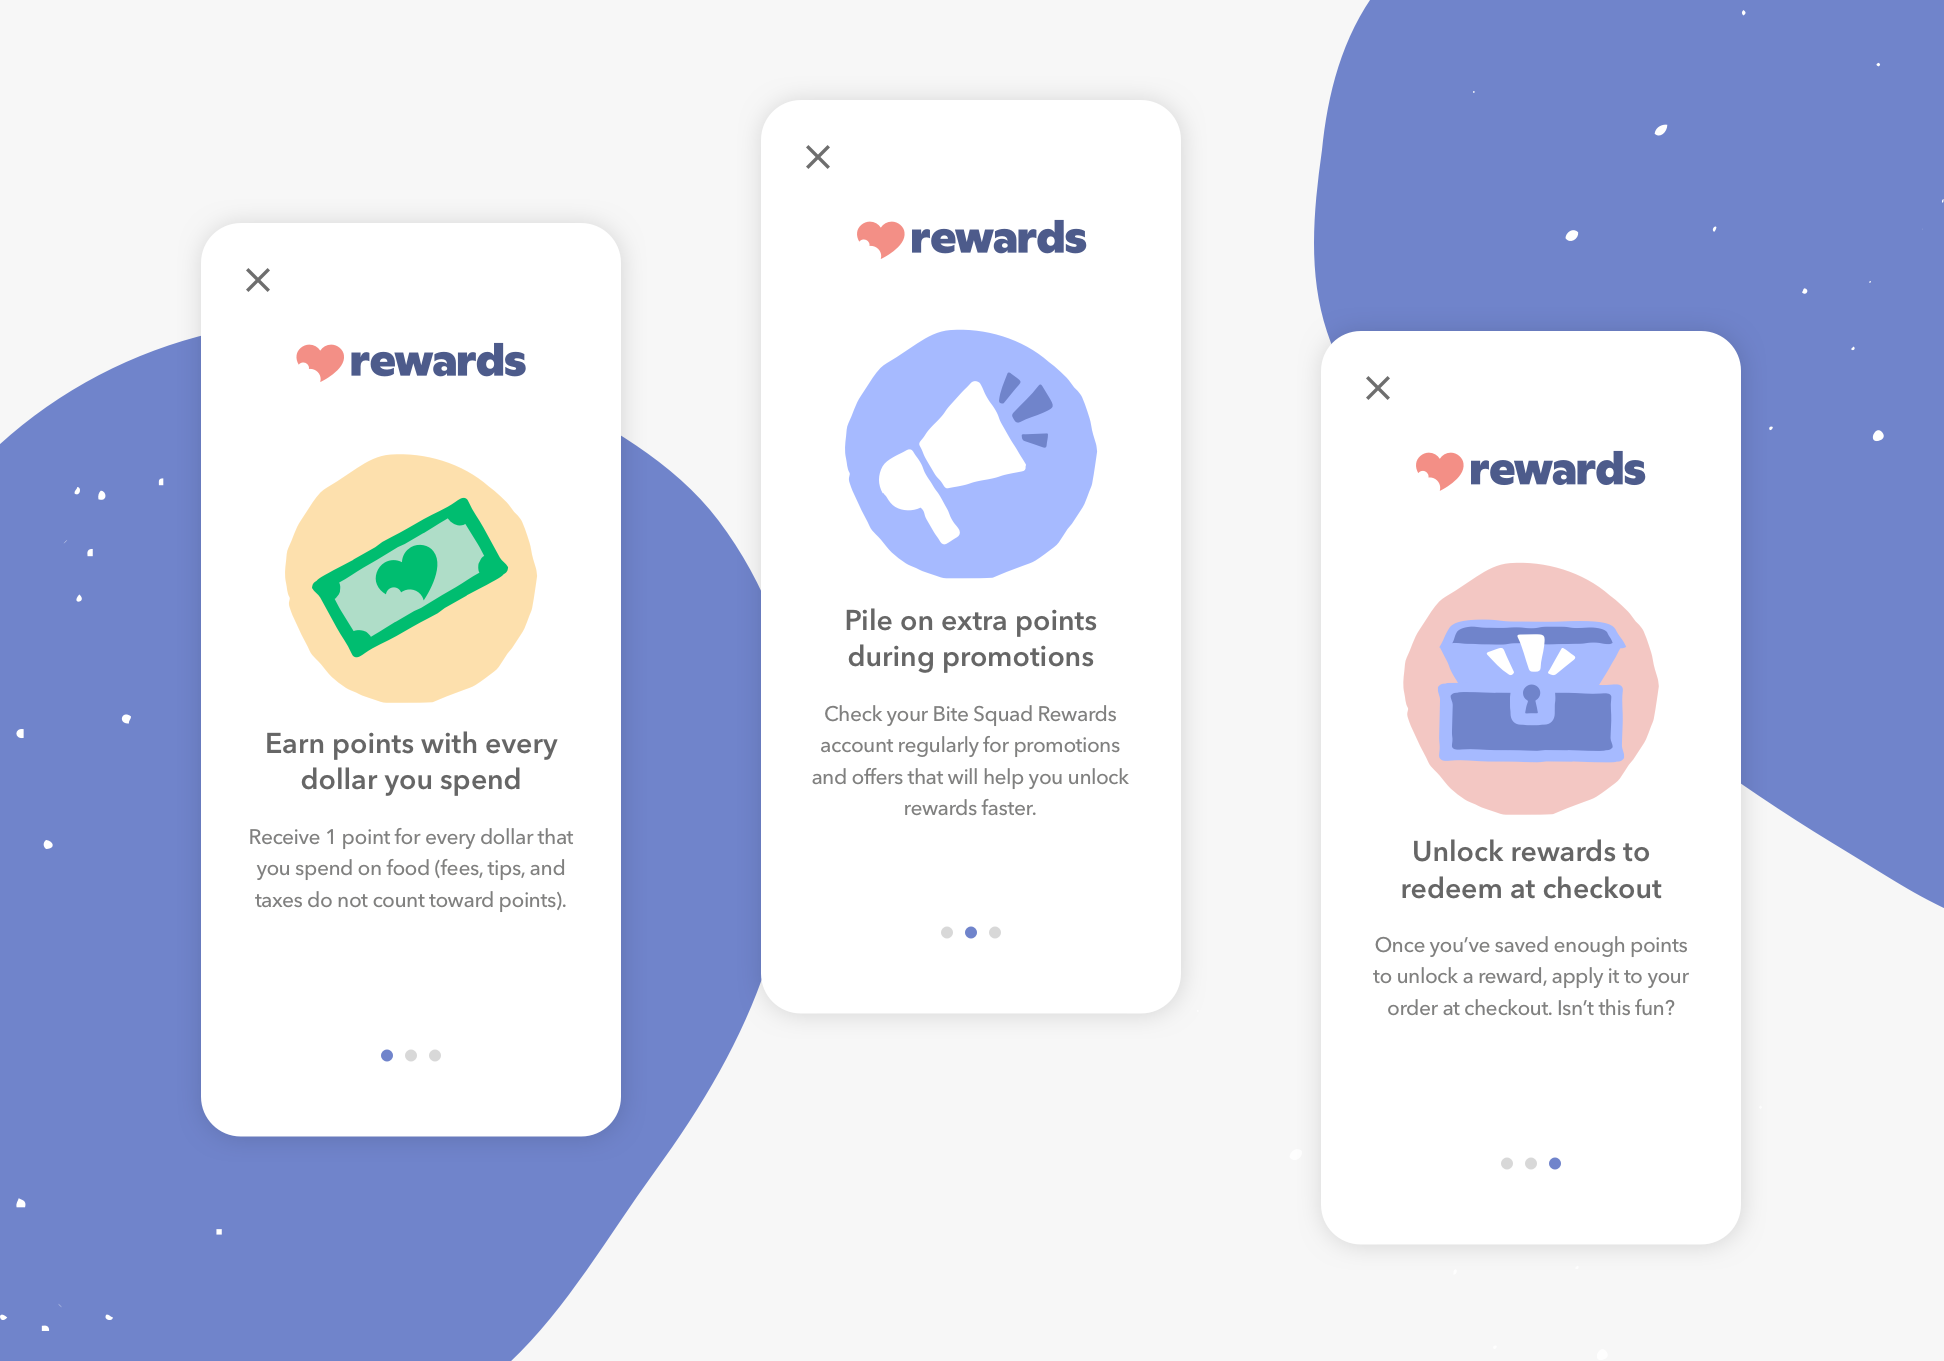 rewards
Earn points with every
dollar you spend
Receive 1 point for every dollar that
you spend on food (fees, tips, and
taxes do not count toward points).
rewards
Pile on extra points
during promotions
Check your Bite Squad Rewards
account regularly for promotions
and offers that will help you unlock
rewards faster.
rewards
Unlock rewards to
redeem at checkout
Once you’ve saved enough points
to unlock a reward, apply it to your
order at checkout. Isn’t this fun?